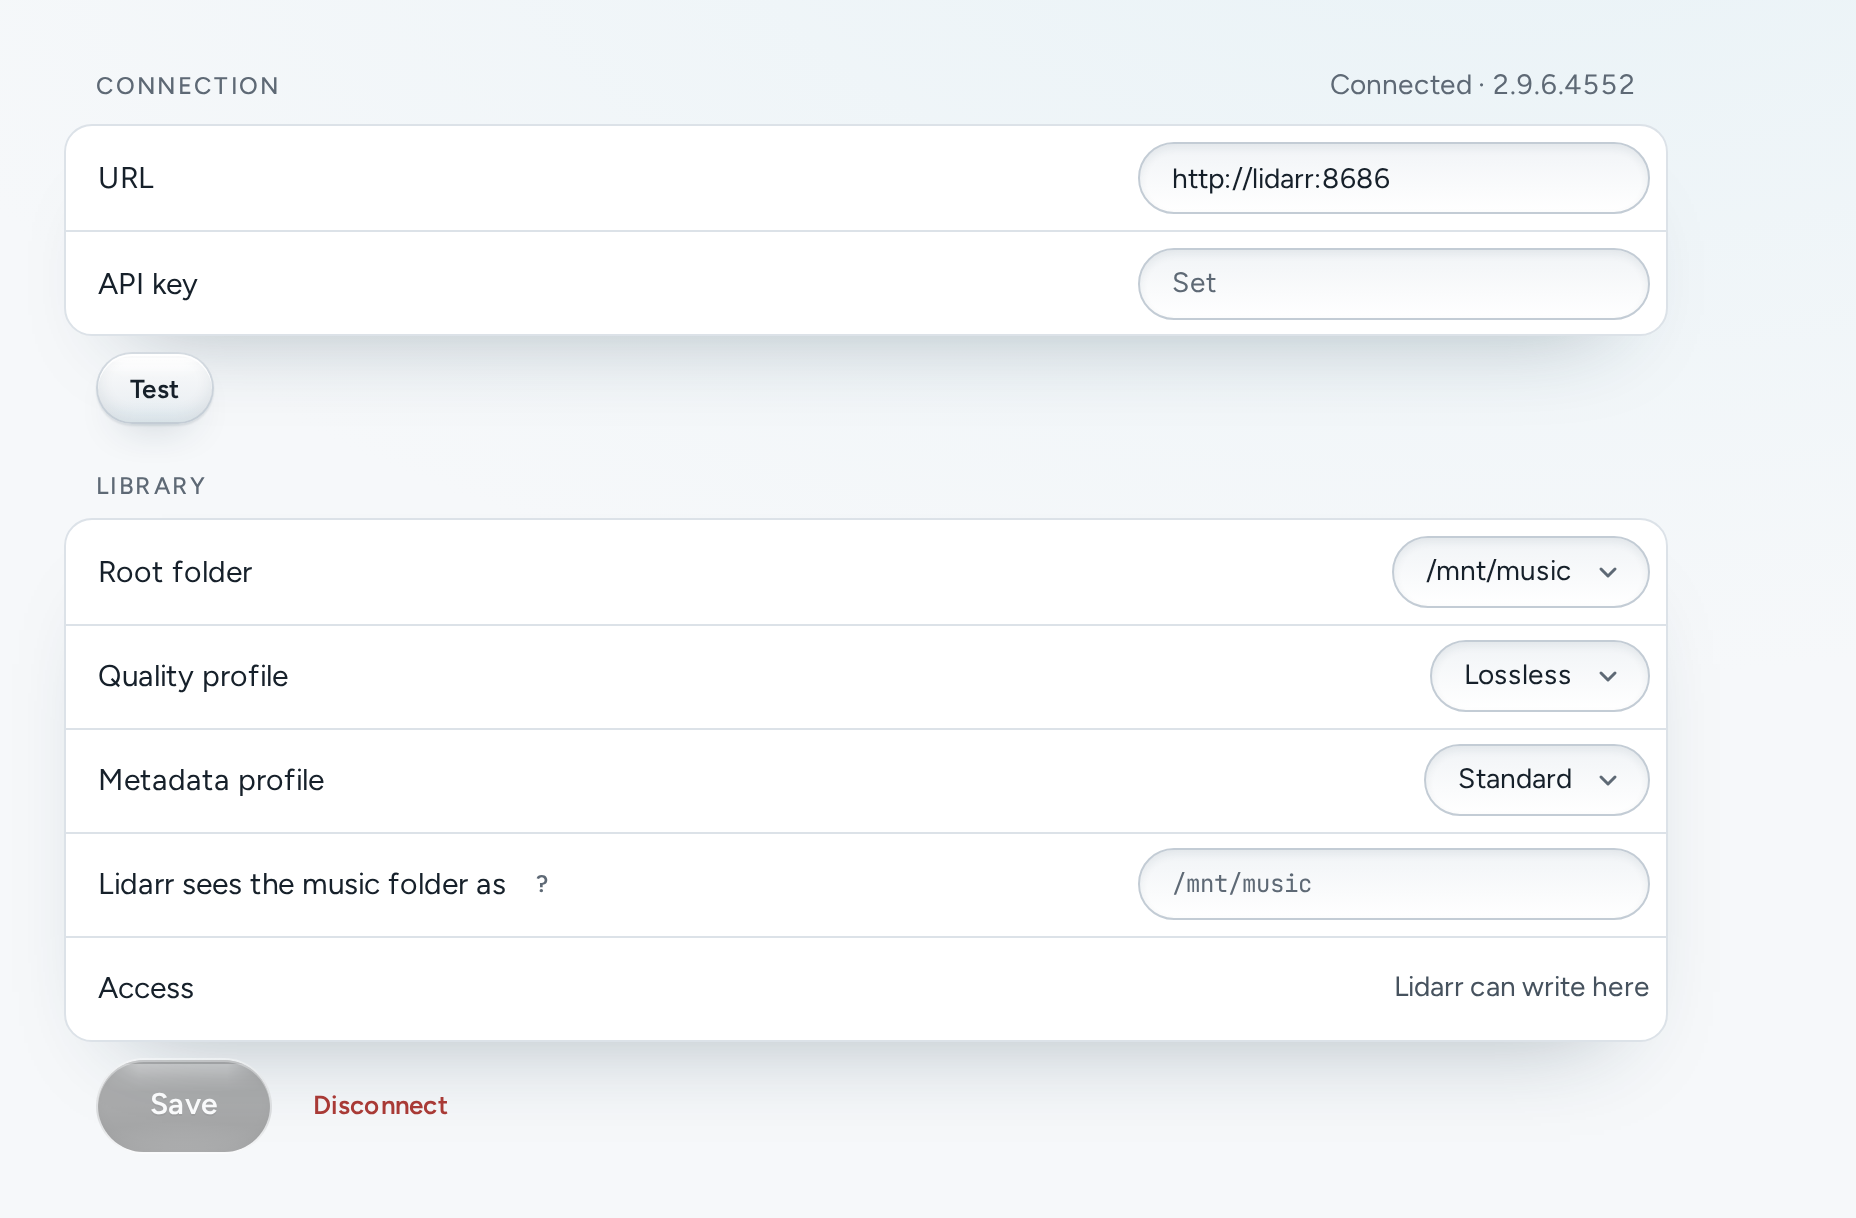 CONNECTION
Connected · 2.9.6.4552
URL
http://lidarr:8686
API key
Set
Test
LIBRARY
Root folder
/mnt/music
Quality profile
Lossless
Metadata profile
Standard
Lidarr sees the music folder as ?
/mnt/music
Access
Lidarr can write here
Save
Disconnect